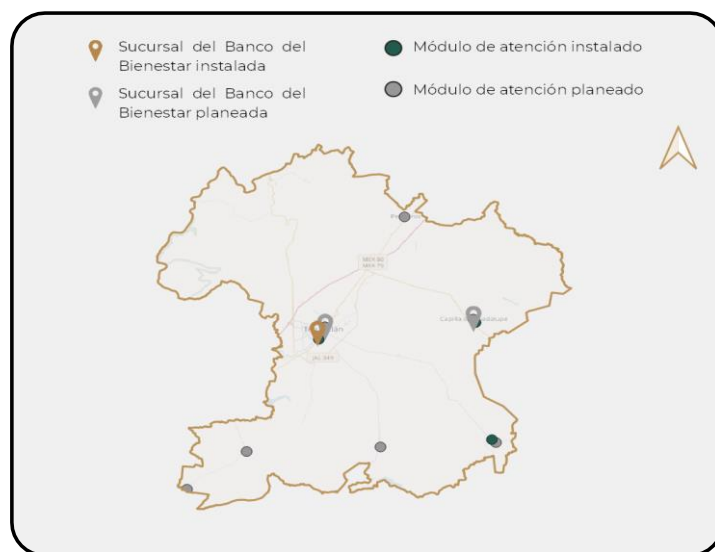 Sucursal del Banco del
Bienestar instalada
Sucursal del Banco del
Bienestar planeada
Módulo de atención instalado
Módulo de atención planeado